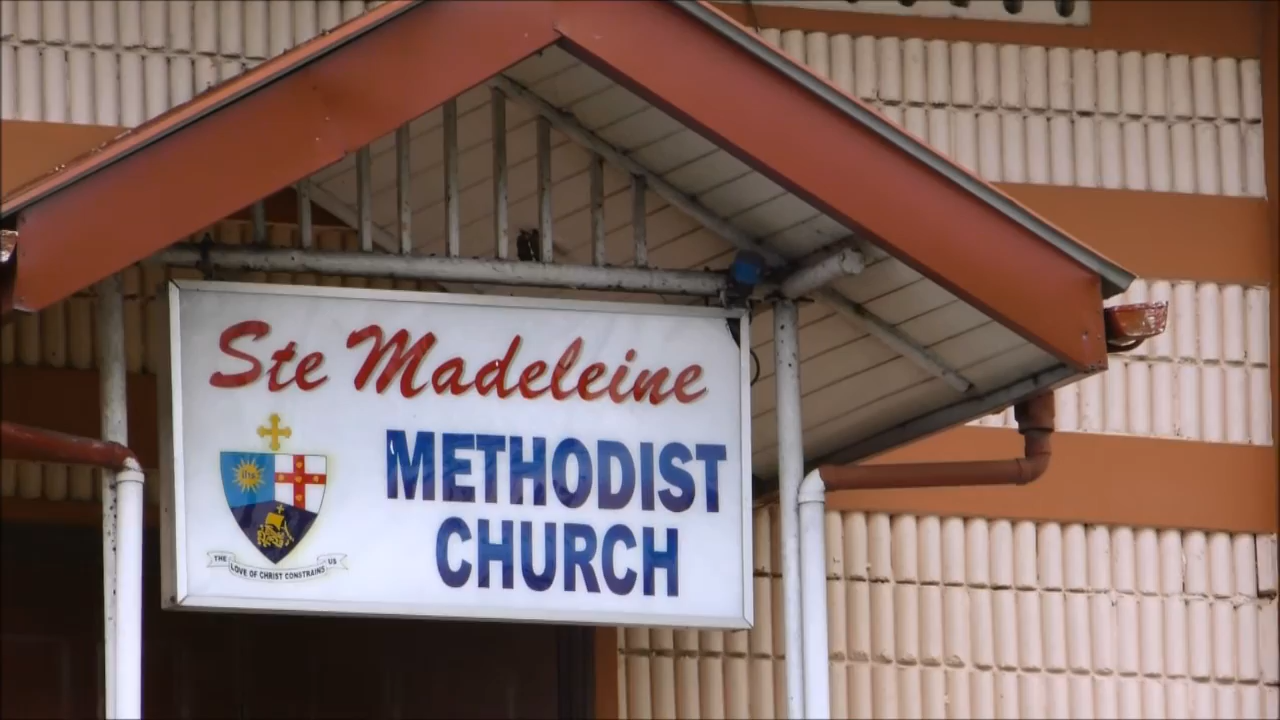 Ste Madeleine
METHODIST
CHURCH
THE LOVE OF CHRIST CONSTRAINS US